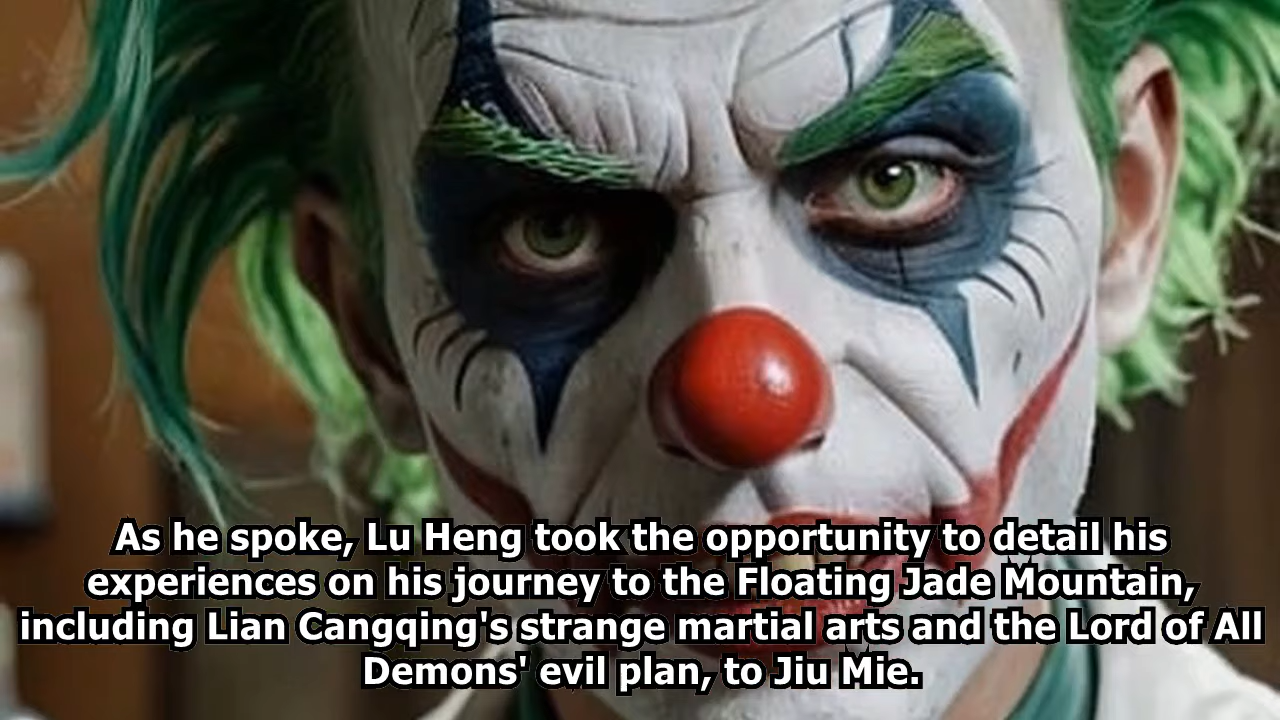 As he spoke, Lu Heng took the opportunity to detail his
experiences on his journey to the Floating Jade Mountain,
including Lian Cangqing's strange martial arts and the Lord of All
Demons' evil plan, to Jiu Mie.